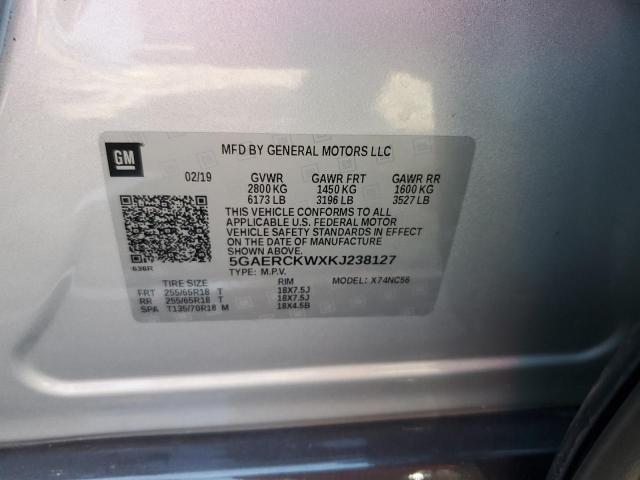 GM
MFD BY GENERAL MOTORS LLC
02/19 GVWR GAWR FRT GAWR RR
2800 KG 1450 KG 1600 KG
6173 LB 3196 LB 3527 LB
THIS VEHICLE CONFORMS TO ALL
APPLICABLE U.S. FEDERAL MOTOR
VEHICLE SAFETY STANDARDS IN EFFECT
ON THE DATE OF MANUFACTURE
SHOWN ABOVE.
636R
5GAERCKWXKJ238127
TYPE: M.P.V. MODEL: X74NC56
TIRE SIZE RIM
FRT 255/65R18 T 18X7.5J
RR 255/65R18 T 18X7.5J
SPA T135/70R18 M 18X4.5B